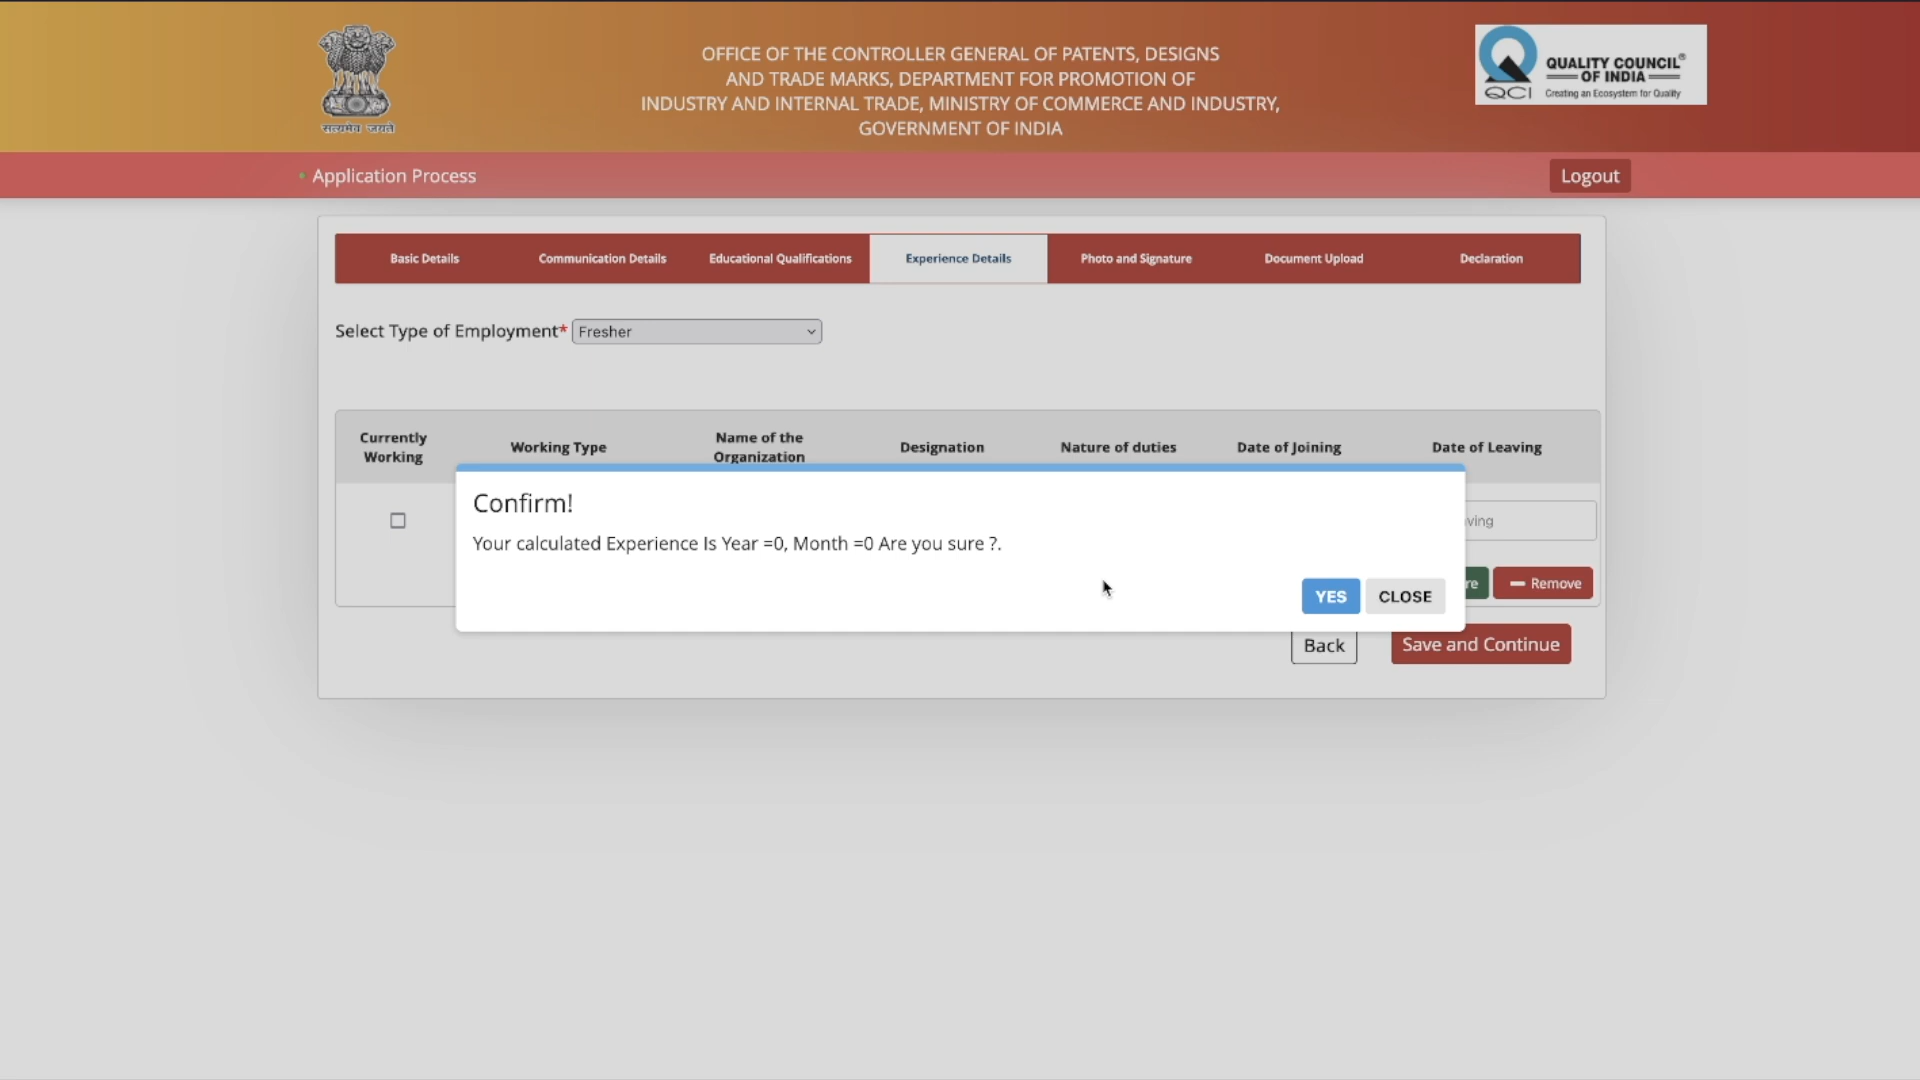 सत्यमेव जयते
OFFICE OF THE CONTROLLER GENERAL OF PATENTS, DESIGNS
AND TRADE MARKS, DEPARTMENT FOR PROMOTION OF
INDUSTRY AND INTERNAL TRADE, MINISTRY OF COMMERCE AND INDUSTRY,
GOVERNMENT OF INDIA
QCI
QUALITY COUNCIL®
OF INDIA
Creating an Ecosystem for Quality
Application Process
Logout
Basic Details
Communication Details
Educational Qualifications
Experience Details
Photo and Signature
Document Upload
Declaration
Select Type of Employment*
Fresher
Currently
Working
Working Type
Name of the
Organization
Designation
Nature of duties
Date of Joining
Date of Leaving
Confirm!
Your calculated Experience Is Year =0, Month =0 Are you sure ?.
YES
CLOSE
Remove
Back
Save and Continue